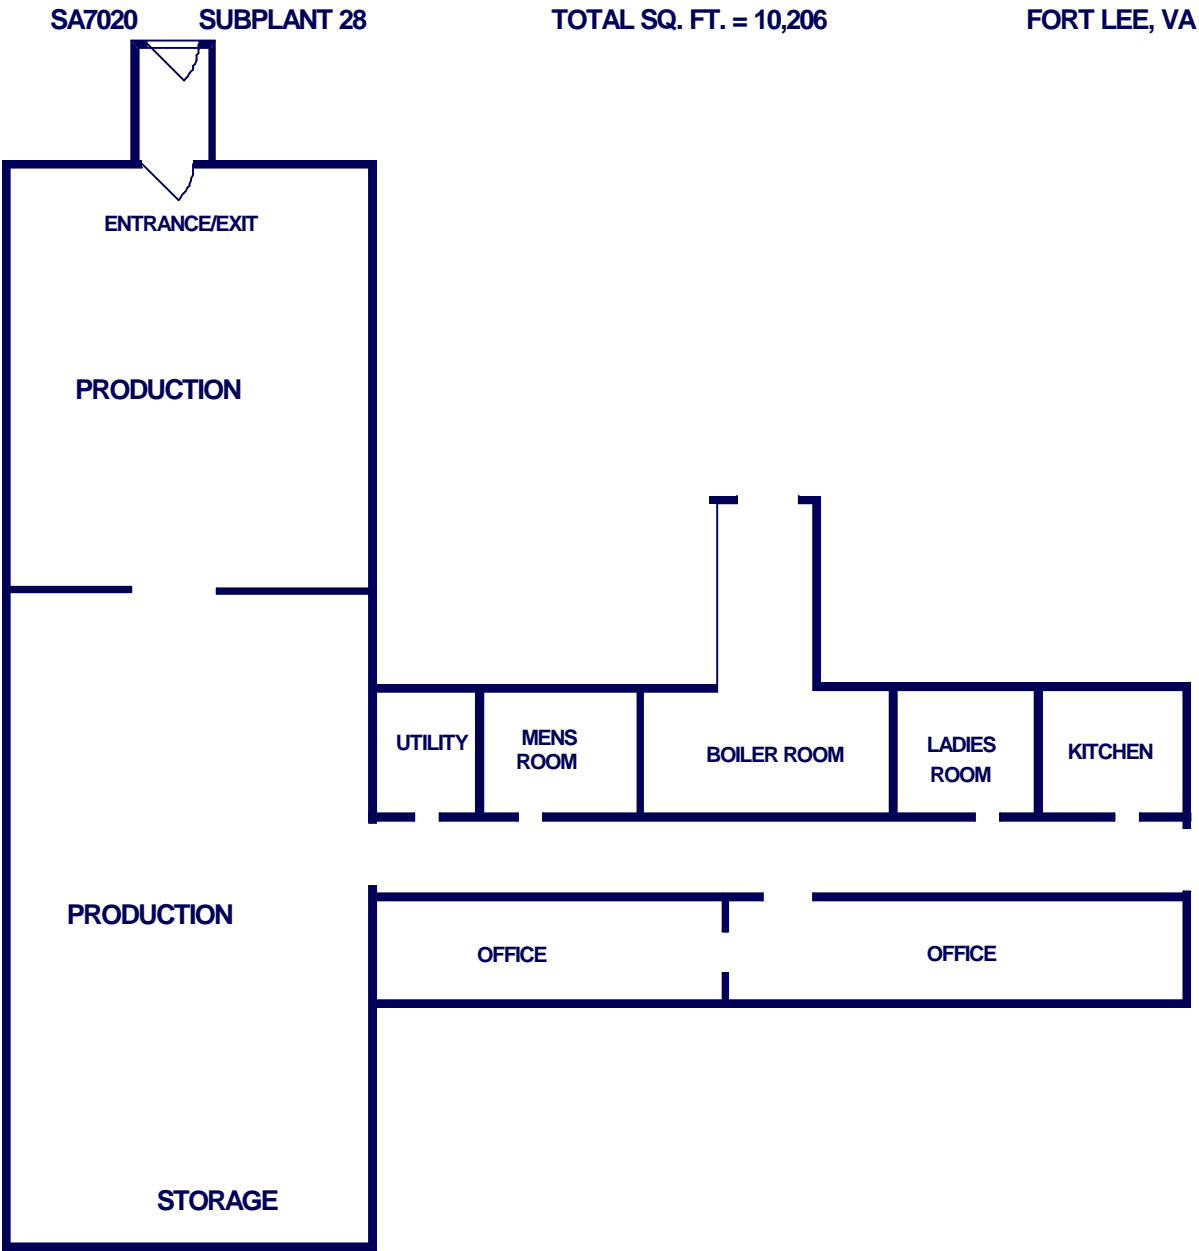 SA7020 SUBPLANT 28 TOTAL SQ. FT. = 10,206 FORT LEE, VA
ENTRANCE/EXIT
PRODUCTION
UTILITY
MENS
ROOM
BOILER ROOM
LADIES
ROOM
KITCHEN
PRODUCTION
OFFICE
OFFICE
STORAGE